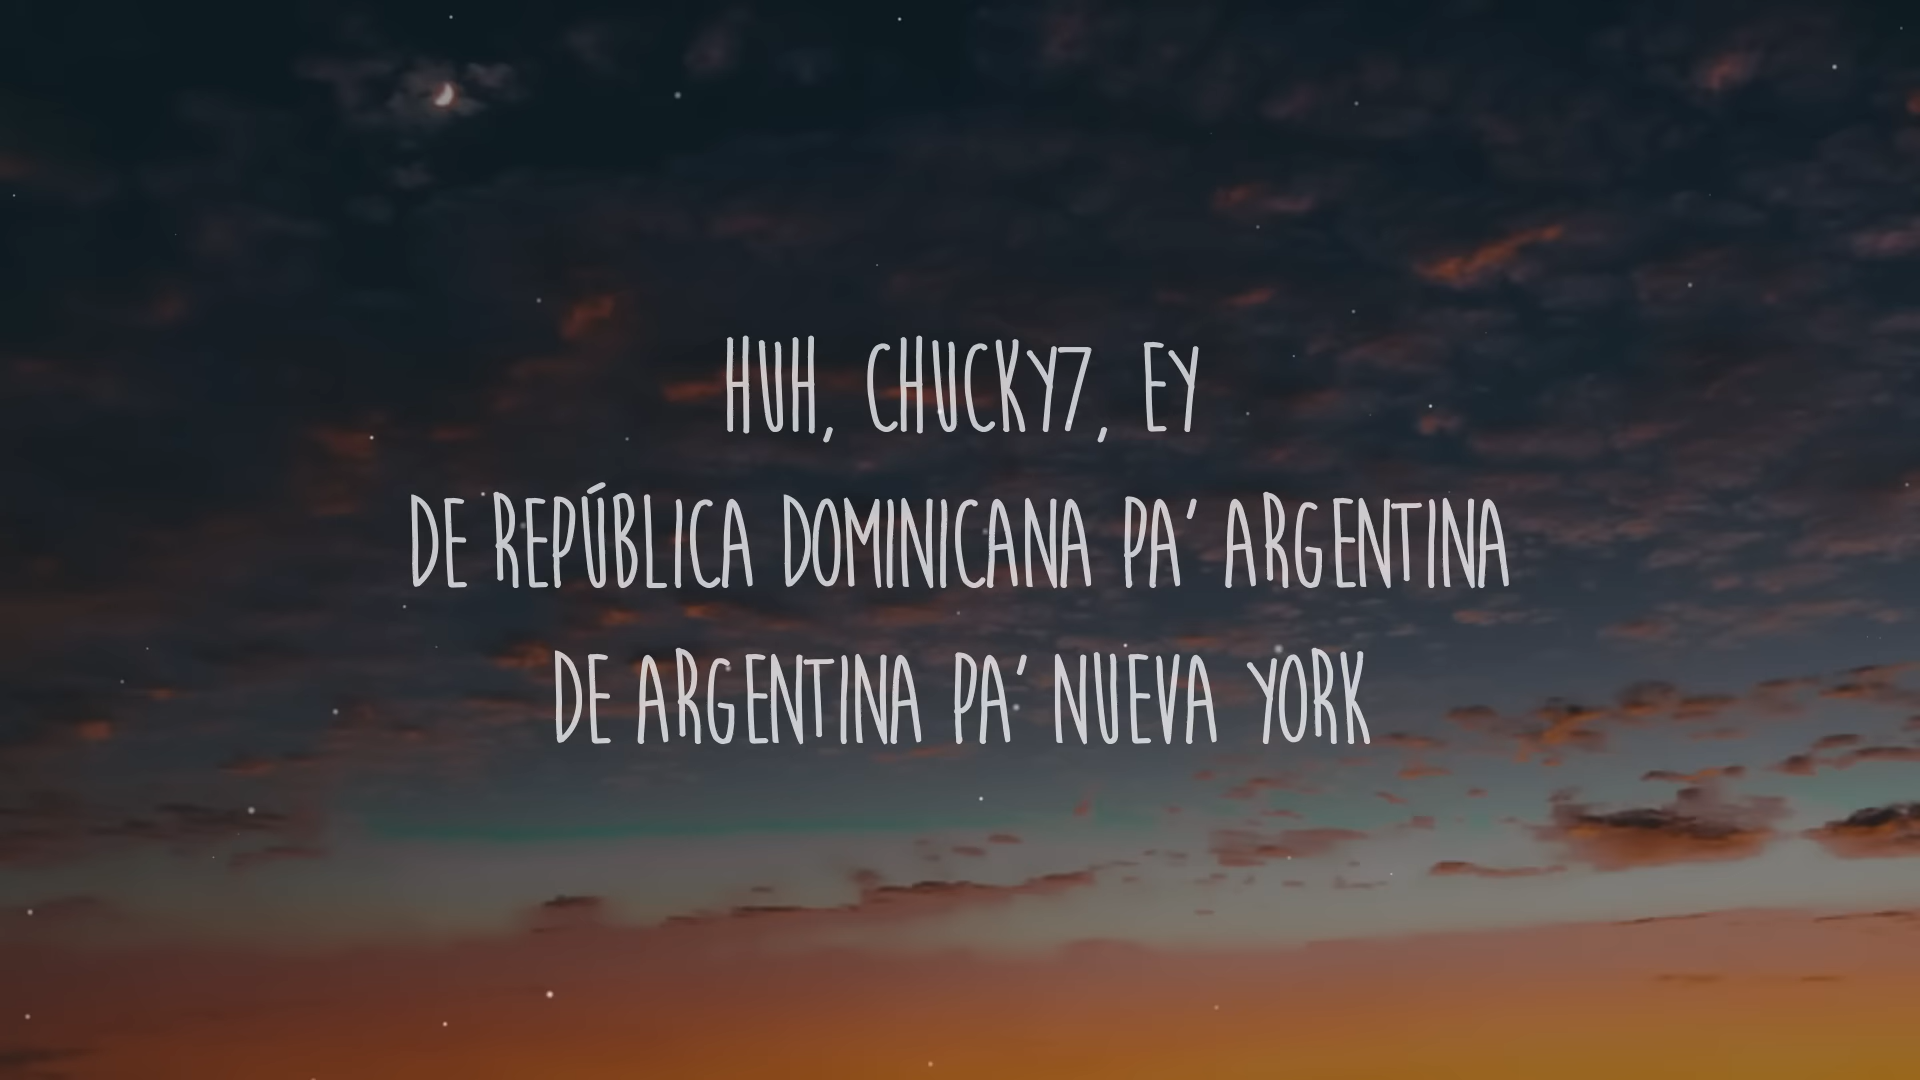 HUH, CHUCKY7, EY
DE REPÚBLICA DOMINICANA PA' ARGENTINA
DE ARGENTINA PA' NUEVA YORK